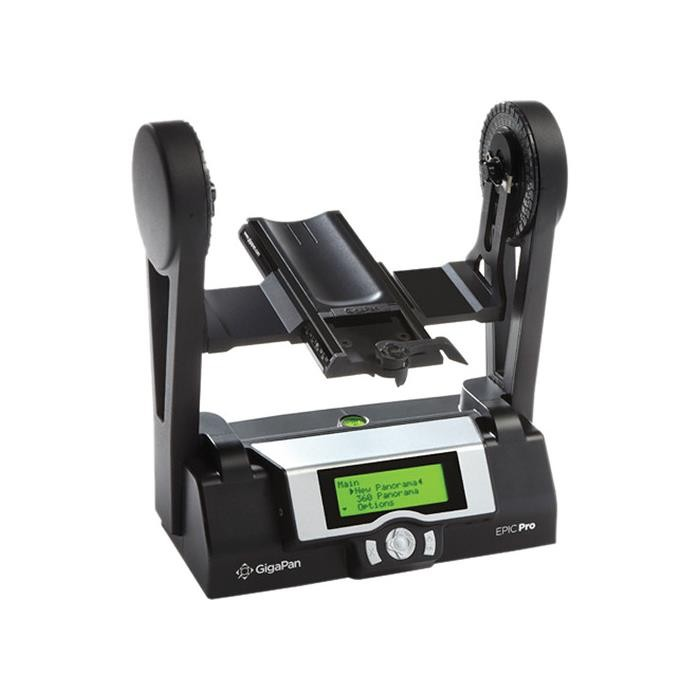 Main
New Panorama
360 Panorama
Options
EPIC Pro
GigaPan